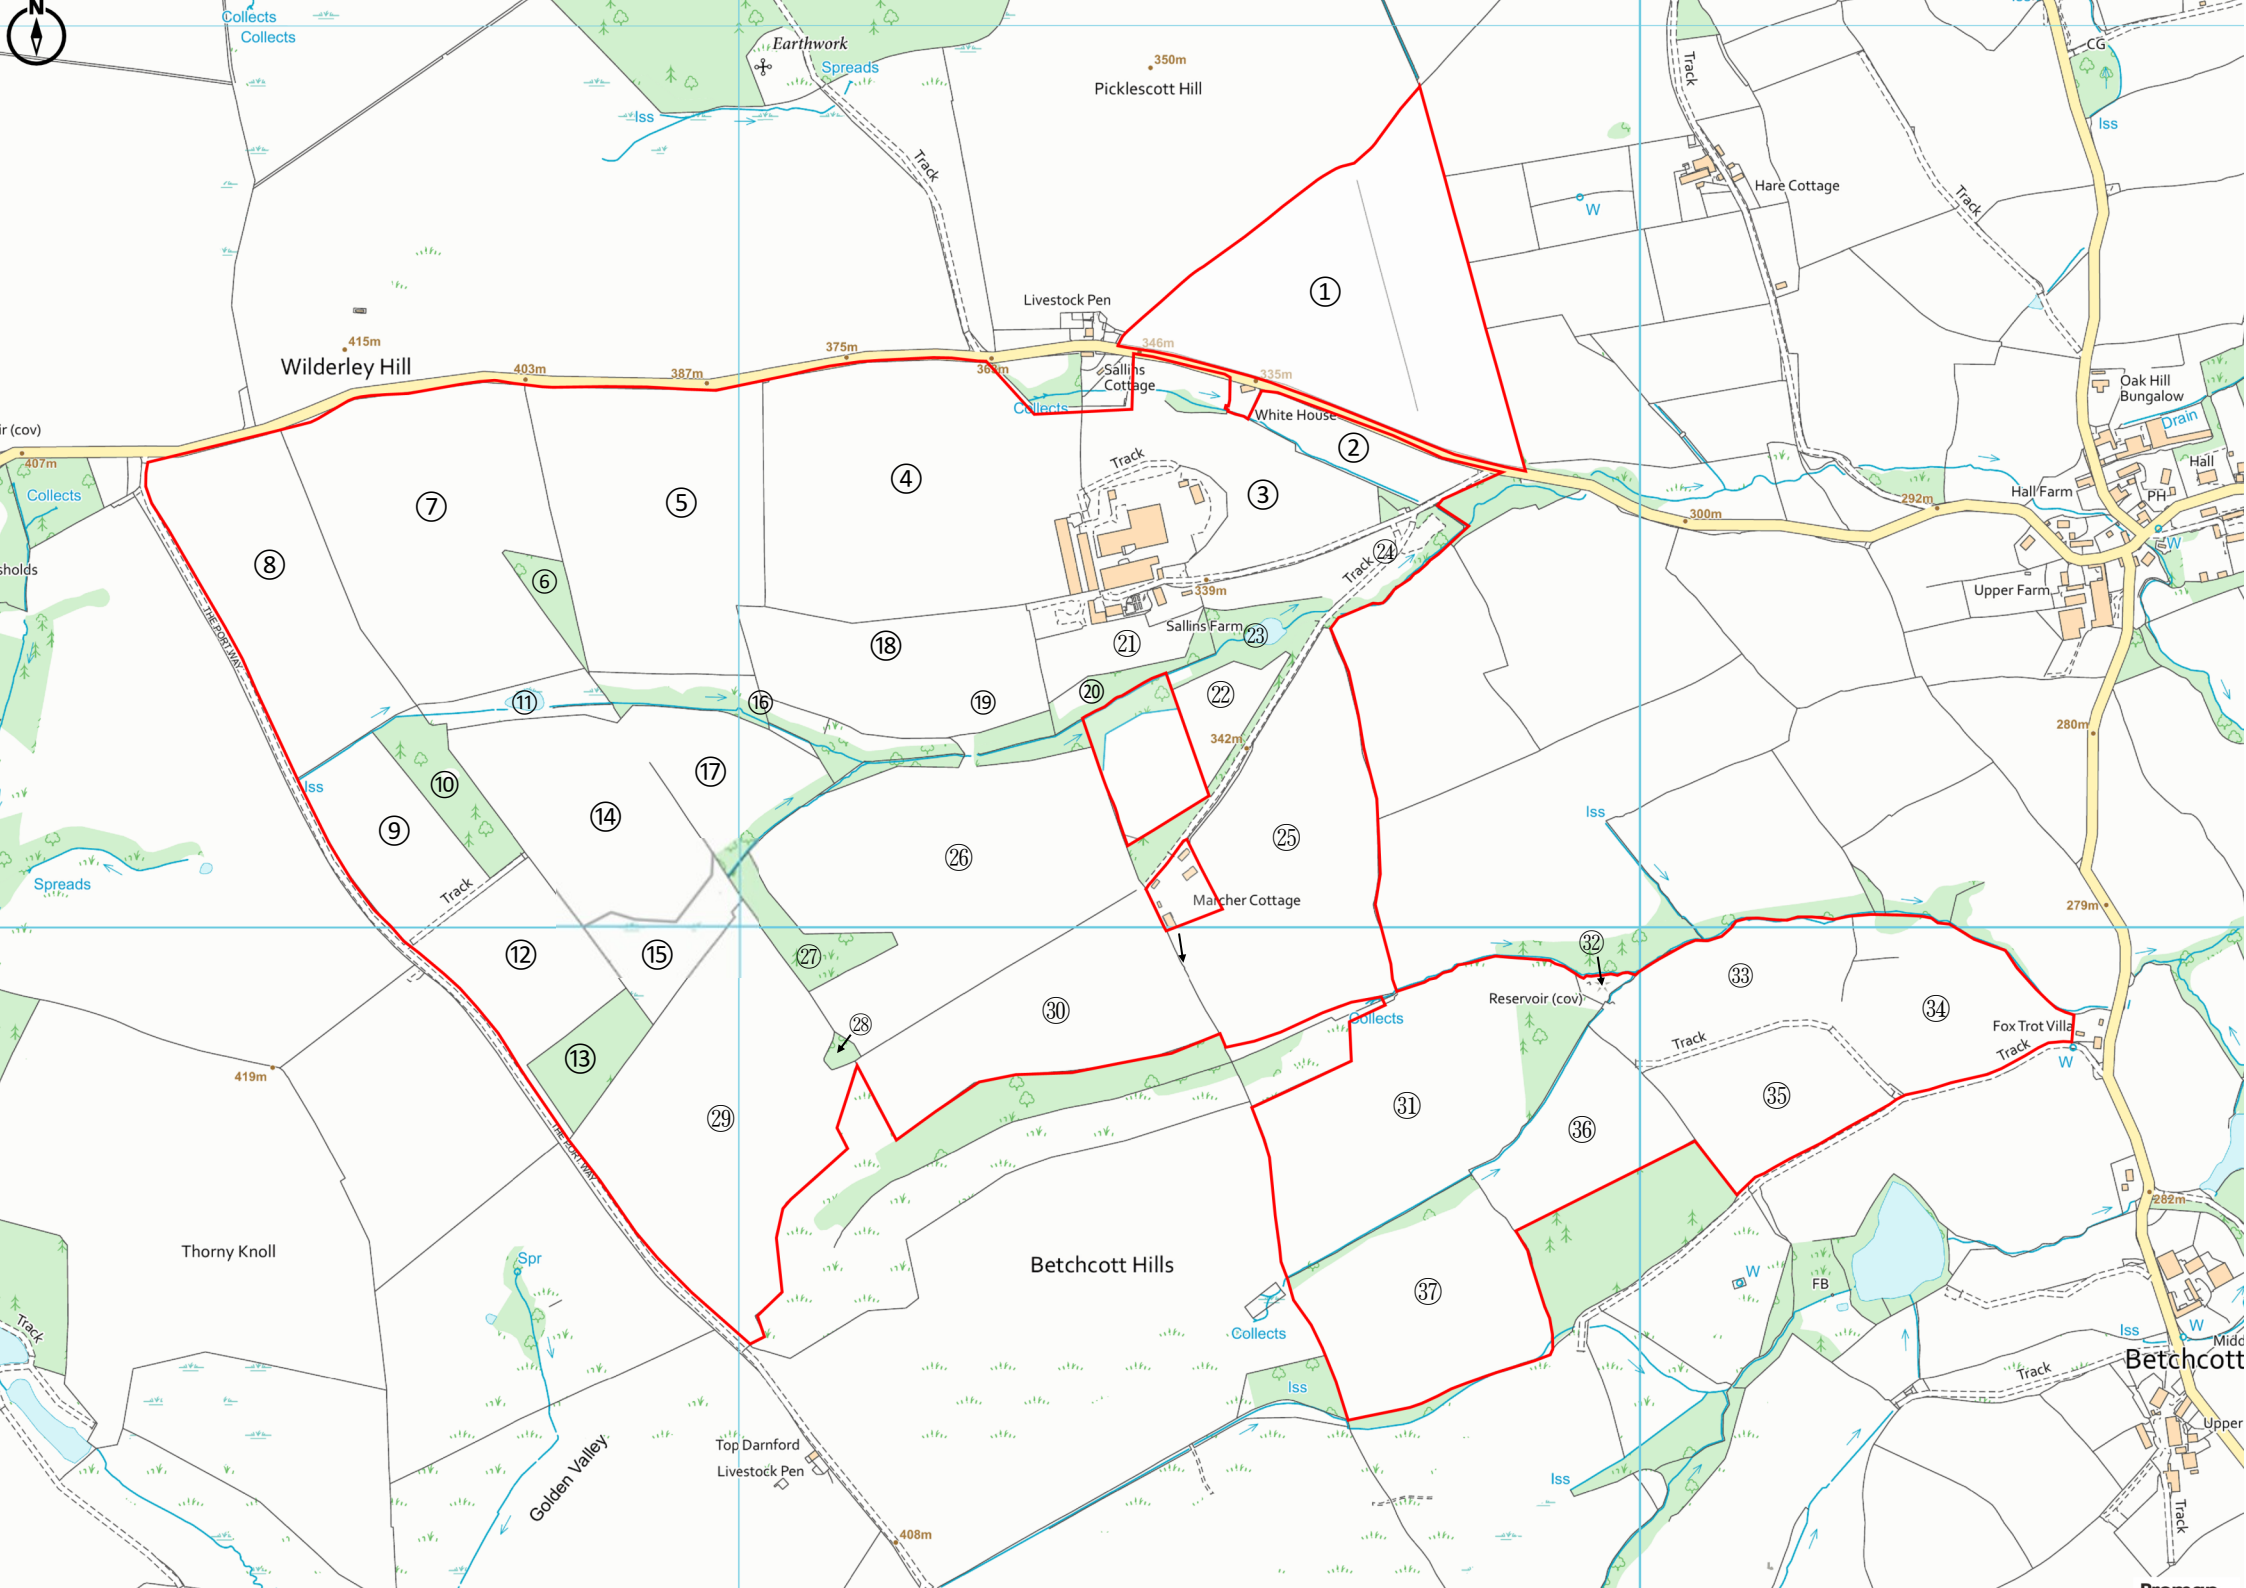 N
Collects
Collects
Earthwork
Spreads
Iss
350m
Picklescott Hill
Track
Track
CG
Iss
Hare Cottage
W
Track
Track
Livestock Pen
①
415m
Wilderley Hill
403m
387m
375m
363m
346m
335m
Sallins
Cottage
Collects
White House
②
Oak Hill
Bungalow
Drain
ir (cov)
407m
Collects
④
⑤
⑦
③
Track
Hall
Hall Farm
PH
292m
300m
W
⑧
⑥
sholds
㉔
Track
339m
Upper Farm
THE PORT WAY
⑱
㉑
Sallins Farm
㉓
⑪
⑯
⑲
⑳
㉒
280m
342m
Iss
⑩
⑰
⑨
⑭
㉖
㉕
Iss
Spreads
Track
Marcher Cottage
279m
⑫
⑮
㉗
㉜
㉝
Reservoir (cov)
㉚
㉘
Collects
㉞
Fox Trot Villa
Track
Track
W
419m
⑬
㉙
㉛
㉟
㊱
THE PORT WAY
282m
Thorny Knoll
Spr
Betchcott Hills
W
FB
㊲
Track
Collects
Iss
W
Midd
Betchcott
Iss
Track
Top Darnford
Livestock Pen
Golden Valley
Iss
Upper
Track
408m